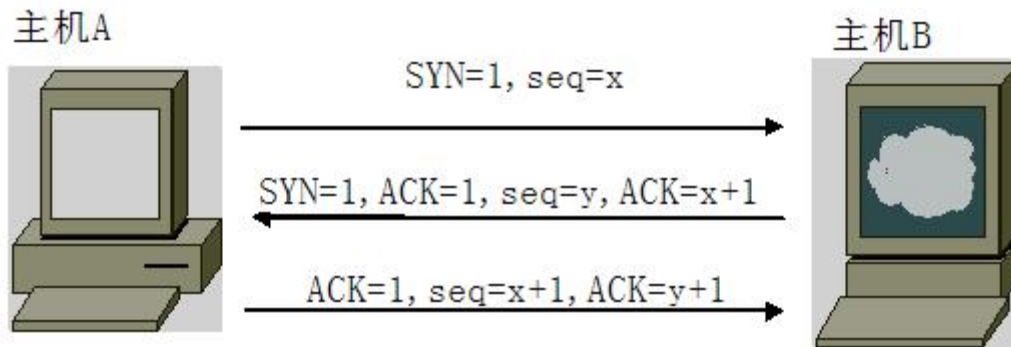 主机A
主机B
SYN=1, seq=x
SYN=1, ACK=1, seq=y, ACK=x+1
ACK=1, seq=x+1, ACK=y+1